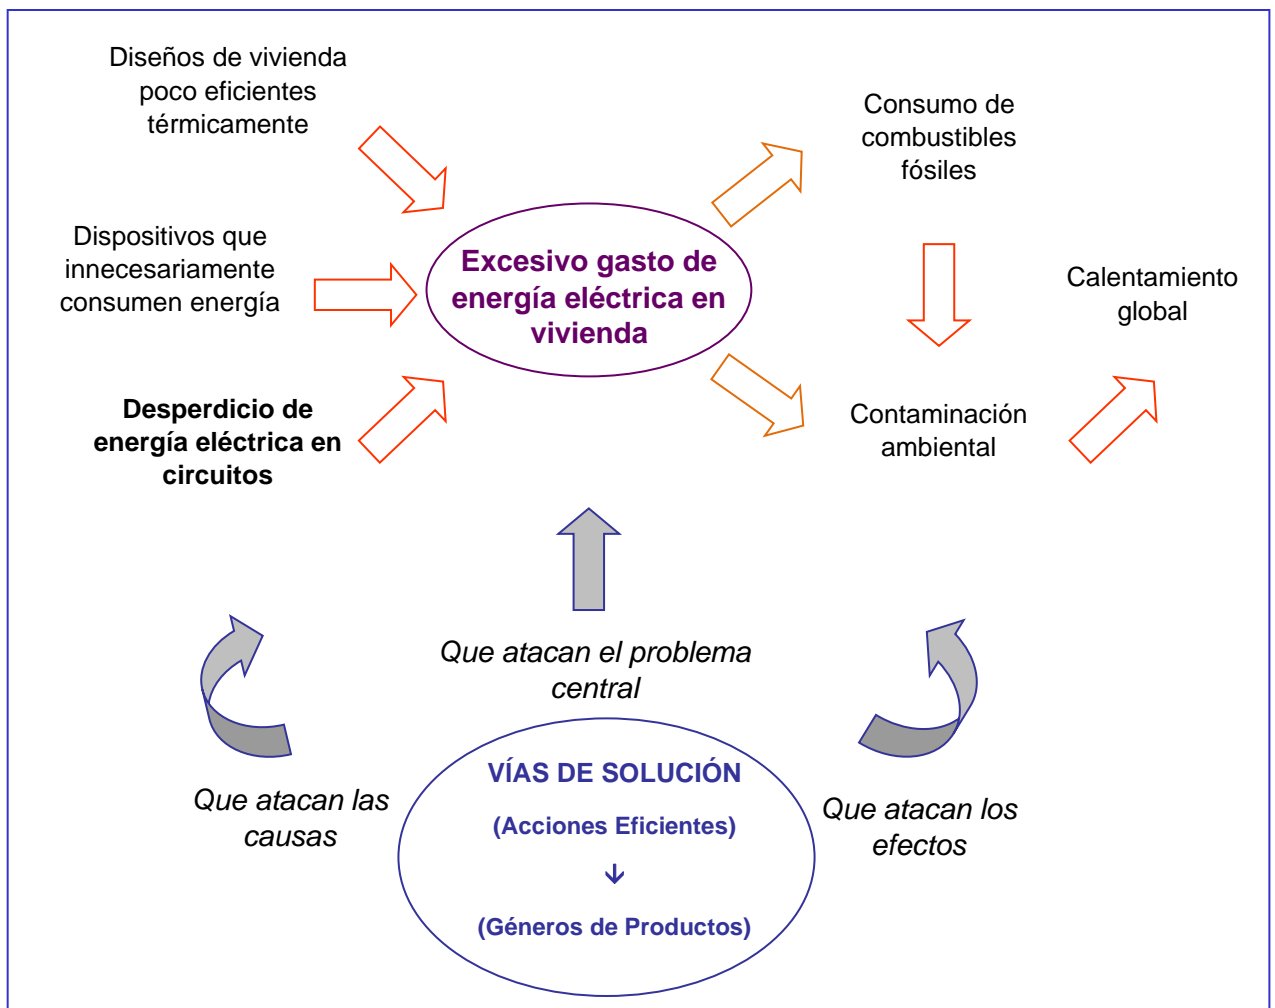 Diseños de vivienda
poco eficientes
térmicamente
Consumo de
combustibles
fósiles
Dispositivos que
innecesariamente
consumen energía
Excesivo gasto de
energía eléctrica en
vivienda
Calentamiento
global
Desperdicio de
energía eléctrica en
circuitos
Contaminación
ambiental
Que atacan el problema
central
Que atacan las
causas
VÍAS DE SOLUCIÓN
(Acciones Eficientes)
↓
(Géneros de Productos)
Que atacan los
efectos